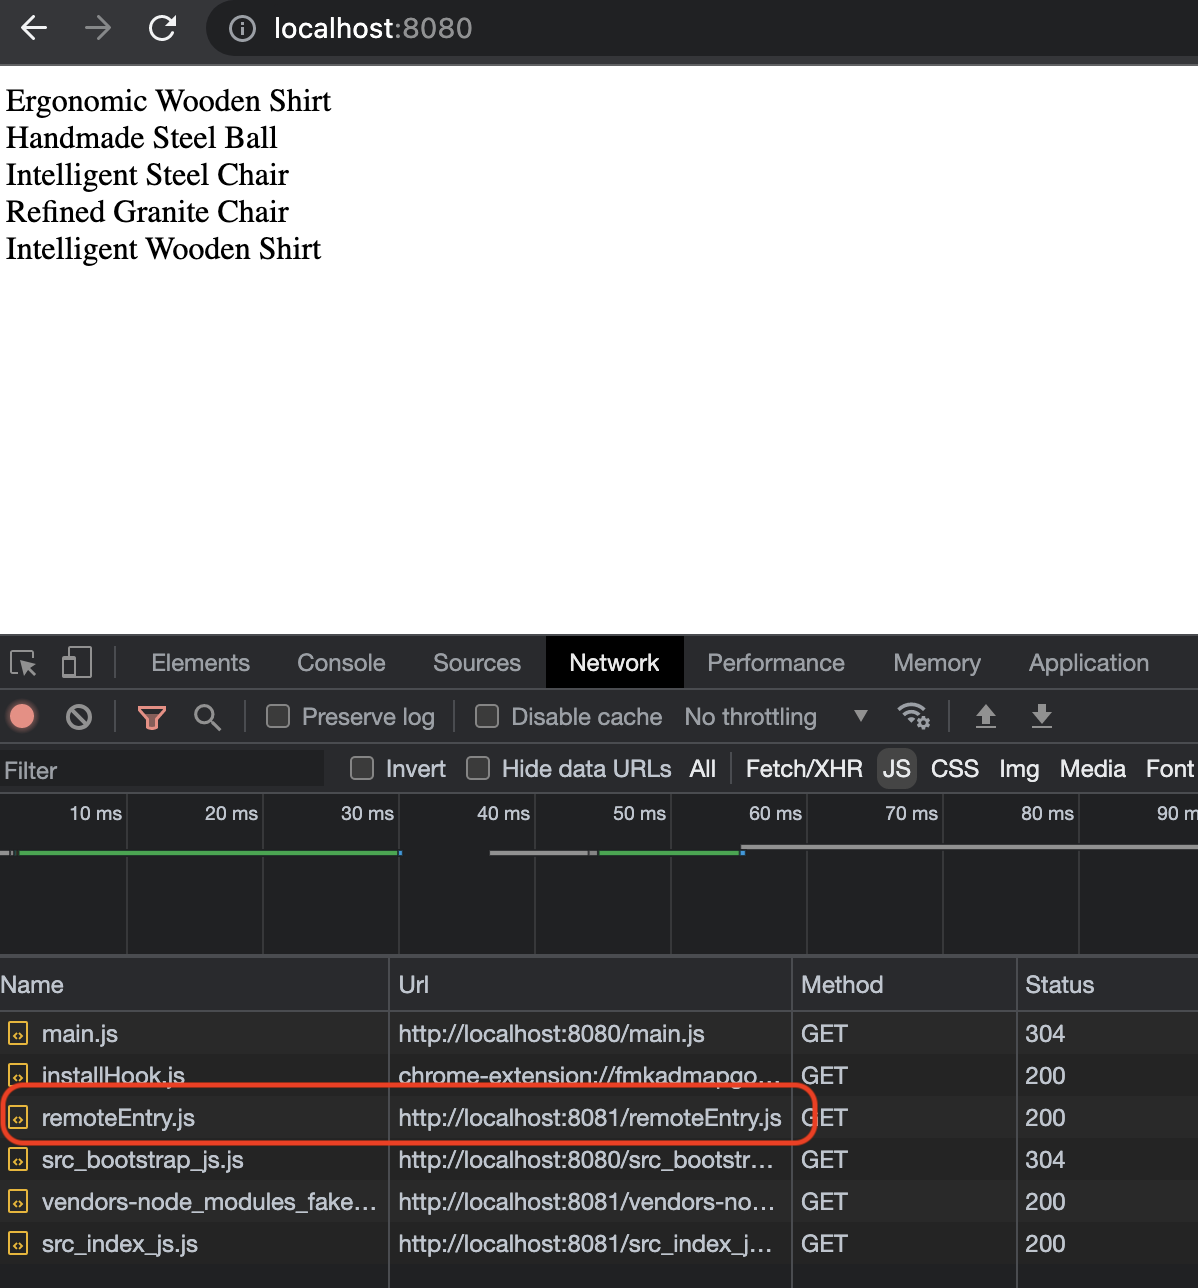 localhost:8080
Ergonomic Wooden Shirt
Handmade Steel Ball
Intelligent Steel Chair
Refined Granite Chair
Intelligent Wooden Shirt
Elements Console Sources Network Performance Memory Application
Preserve log Disable cache No throttling
Filter Invert Hide data URLs All Fetch/XHR JS CSS Img Media Font
10 ms 20 ms 30 ms 40 ms 50 ms 60 ms 70 ms 80 ms 90 m
Name Url Method Status
main.js http://localhost:8080/main.js GET 304
installHook.js chrome-extension://fmkadmapgo... GET 200
remoteEntry.js http://localhost:8081/remoteEntry.js GET 200
src_bootstrap_js.js http://localhost:8080/src_bootstr... GET 304
vendors-node_modules_fake... http://localhost:8081/vendors-no... GET 200
src_index_js.js http://localhost:8081/src_index_j... GET 200